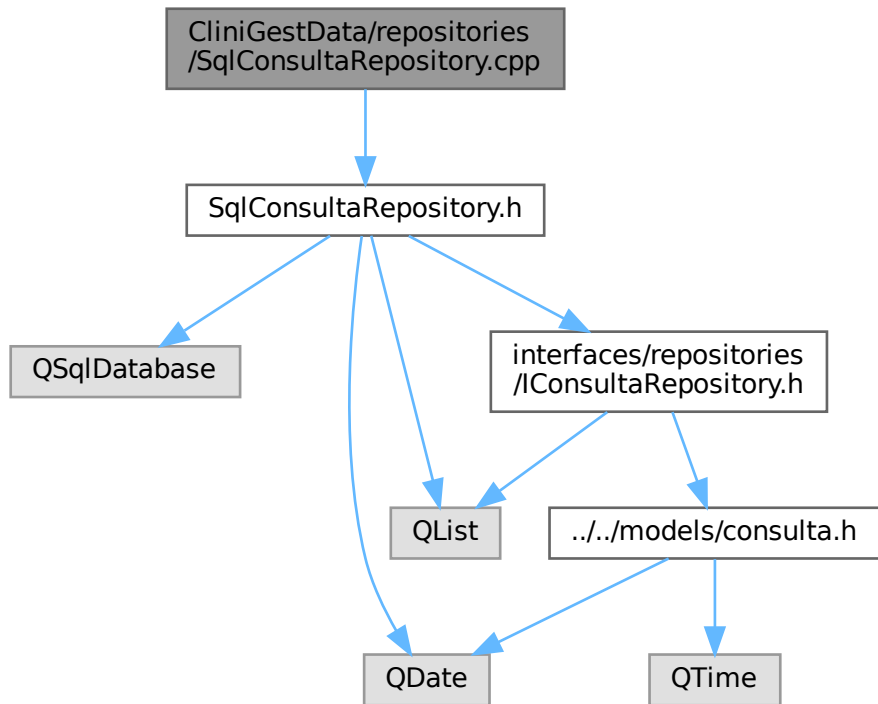 CliniGestData/repositories
/SqlConsultaRepository.cpp
SqlConsultaRepository.h
QSqlDatabase
interfaces/repositories
/IConsultaRepository.h
QList
../../models/consulta.h
QDate
QTime